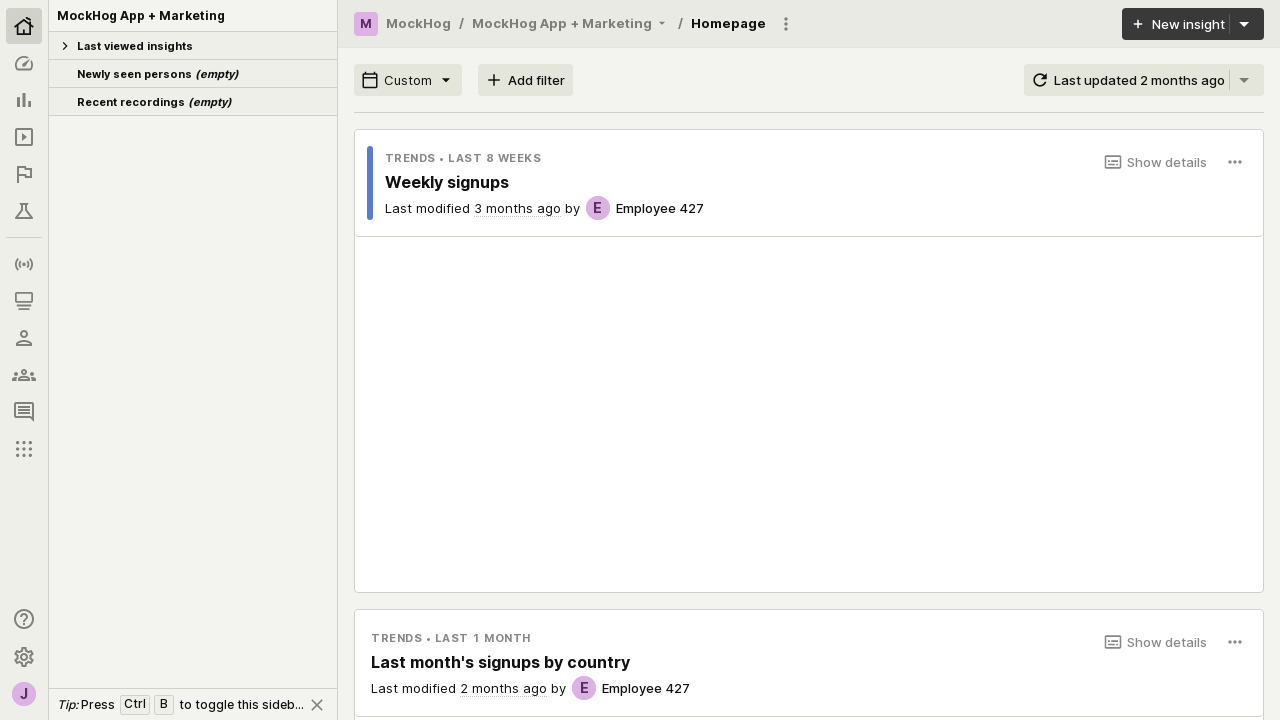 MockHog App + Marketing
Last viewed insights
Newly seen persons (empty)
Recent recordings (empty)
J
Tip: Press Ctrl B to toggle this sideb...
M MockHog / MockHog App + Marketing / Homepage
New insight
Custom
Add filter
Last updated 2 months ago
TRENDS • LAST 8 WEEKS
Show details
Weekly signups
Last modified 3 months ago by E Employee 427
TRENDS • LAST 1 MONTH
Show details
Last month's signups by country
Last modified 2 months ago by E Employee 427